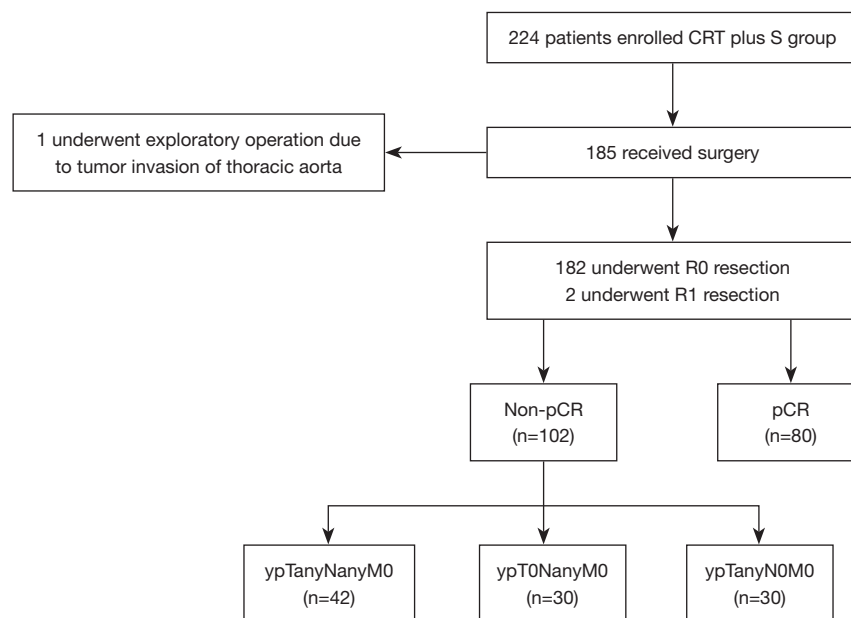 224 patients enrolled CRT plus S group
1 underwent exploratory operation due
to tumor invasion of thoracic aorta
185 received surgery
182 underwent R0 resection
2 underwent R1 resection
Non-pCR
(n=102)
pCR
(n=80)
ypTanyNanyM0
(n=42)
ypT0NanyM0
(n=30)
ypTanyN0M0
(n=30)